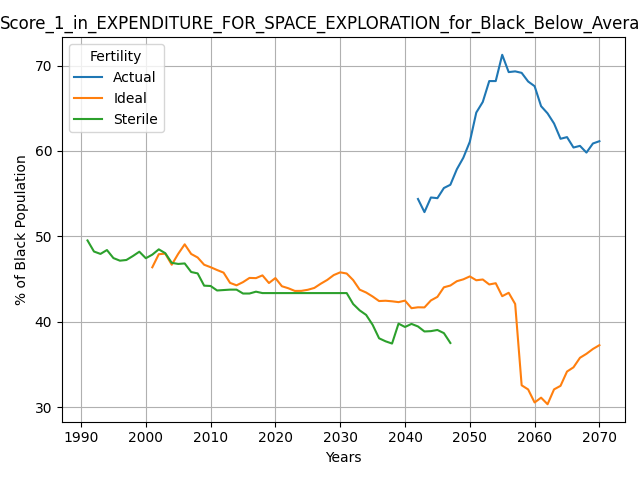 Score_1_in_EXPENDITURE_FOR_SPACE_EXPLORATION_for_Black_Below_Avera
Fertility
Actual
Ideal
Sterile
% of Black Population
70
60
50
40
30
1990 2000 2010 2020 2030 2040 2050 2060 2070
Years